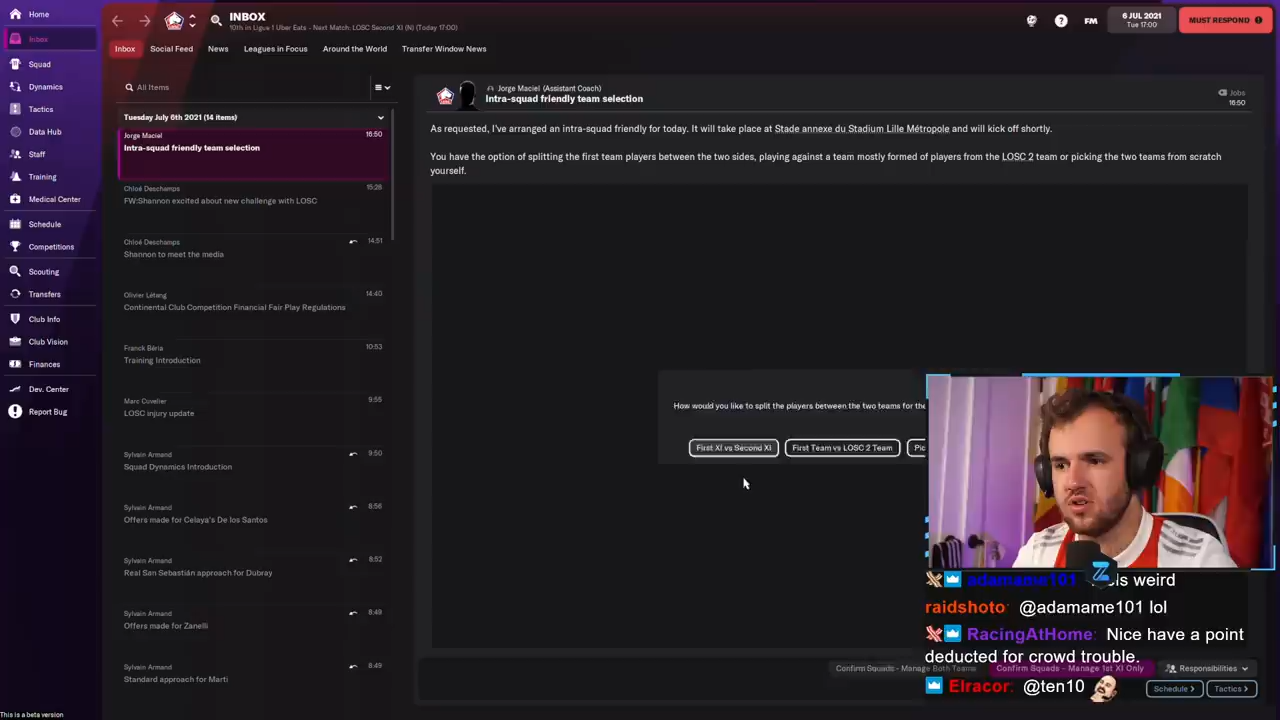 Home
Inbox
Squad
Dynamics
Tactics
Data Hub
Staff
Training
Medical Center
Schedule
Competitions
Scouting
Transfers
Club Info
Club Vision
Finances
Dev. Center
Report Bug
This is a beta version
INBOX
10th in Ligue 1 Uber Eats - Next Match: LOSC Second XI (N) (Today 17:00)
FM
6 JUL 2021
Tue 17:00
MUST RESPOND
Inbox
Social Feed
News
Leagues in Focus
Around the World
Transfer Window News
All Items
Tuesday July 6th 2021 (14 items)
Jorge Maciel
16:50
Intra-squad friendly team selection
Chloé Deschamps
15:26
FW:Shannon excited about new challenge with LOSC
Chloé Deschamps
14:51
Shannon to meet the media
Olivier Létang
14:40
Continental Club Competition Financial Fair Play Regulations
Franck Béria
10:53
Training Introduction
Marc Cuvelier
9:55
LOSC injury update
Sylvain Armand
9:50
Squad Dynamics Introduction
Sylvain Armand
8:56
Offers made for Celaya's De los Santos
Sylvain Armand
8:52
Real San Sebastián approach for Dubray
Sylvain Armand
8:49
Offers made for Zanelli
Sylvain Armand
8:49
Standard approach for Marti
Jorge Maciel (Assistant Coach)
Intra-squad friendly team selection
Jobs
16:50
As requested, I've arranged an intra-squad friendly for today. It will take place at Stade annexe du Stadium Lille Métropole and will kick off shortly.
You have the option of splitting the first team players between the two sides, playing against a team mostly formed of players from the LOSC 2 team or picking the two teams from scratch
yourself.
How would you like to split the players between the two teams for the
First XI vs Second XI
First Team vs LOSC 2 Team
Confirm Squads - Manage Both Teams
Confirm Squads - Manage 1st XI Only
Responsibilities
Schedule
Tactics
adamame101
weird
raidshoto: @adamame101 lol
RacingAtHome: Nice have a point
deducted for crowd trouble.
Elracor: @ten10